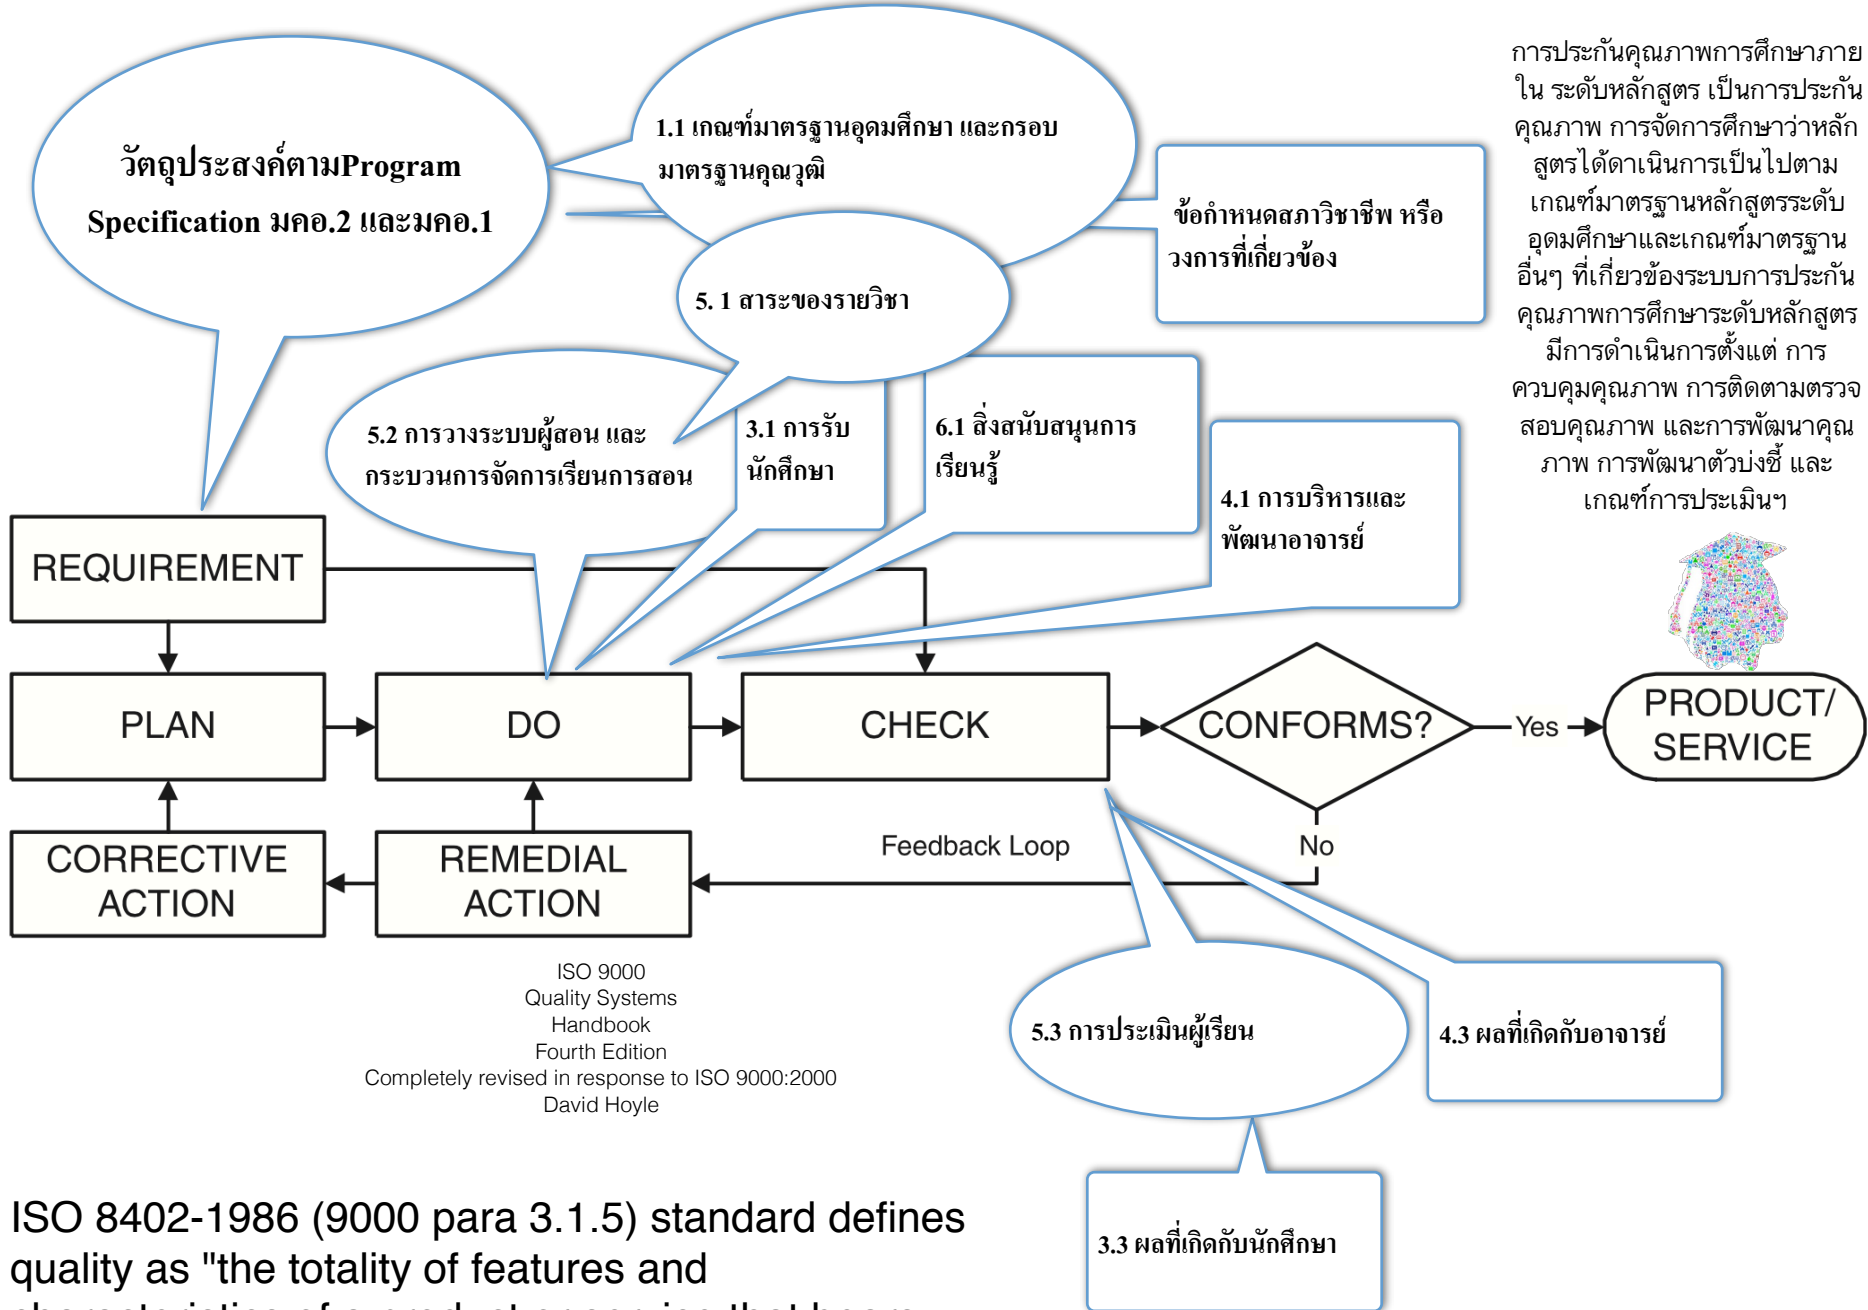 การประกันคุณภาพการศึกษาภาย
ใน ระดับหลักสูตร เป็นการประกัน
คุณภาพ การจัดการศึกษาว่าหลัก
สูตรได้ดาเนินการเป็นไปตาม
เกณฑ์มาตรฐานหลักสูตรระดับ
อุดมศึกษาและเกณฑ์มาตรฐาน
อื่นๆ ที่เกี่ยวข้องระบบการประกัน
คุณภาพการศึกษาระดับหลักสูตร
มีการดำเนินการตั้งแต่ การ
ควบคุมคุณภาพ การติดตามตรวจ
สอบคุณภาพ และการพัฒนาคุณ
ภาพ การพัฒนาตัวบ่งชี้ และ
เกณฑ์การประเมินฯ
วัตถุประสงค์ตามProgram
Specification มคอ.2 และมคอ.1
1.1 เกณฑ์มาตรฐานอุดมศึกษา และกรอบ
มาตรฐานคุณวุฒิ
ข้อกำหนดสภาวิชาชีพ หรือ
วงการที่เกี่ยวข้อง
5. 1 สาระของรายวิชา
5.2 การวางระบบผู้สอน และ
กระบวนการจัดการเรียนการสอน
3.1 การรับ
นักศึกษา
6.1 สิ่งสนับสนุนการ
เรียนรู้
4.1 การบริหารและ
พัฒนาอาจารย์
REQUIREMENT
PLAN
DO
CHECK
CONFORMS?
Yes
PRODUCT/
SERVICE
CORRECTIVE
ACTION
REMEDIAL
ACTION
Feedback Loop
No
ISO 9000
Quality Systems
Handbook
Fourth Edition
Completely revised in response to ISO 9000:2000
David Hoyle
5.3 การประเมินผู้เรียน
4.3 ผลที่เกิดกับอาจารย์
3.3 ผลที่เกิดกับนักศึกษา
ISO 8402-1986 (9000 para 3.1.5) standard defines
quality as "the totality of features and